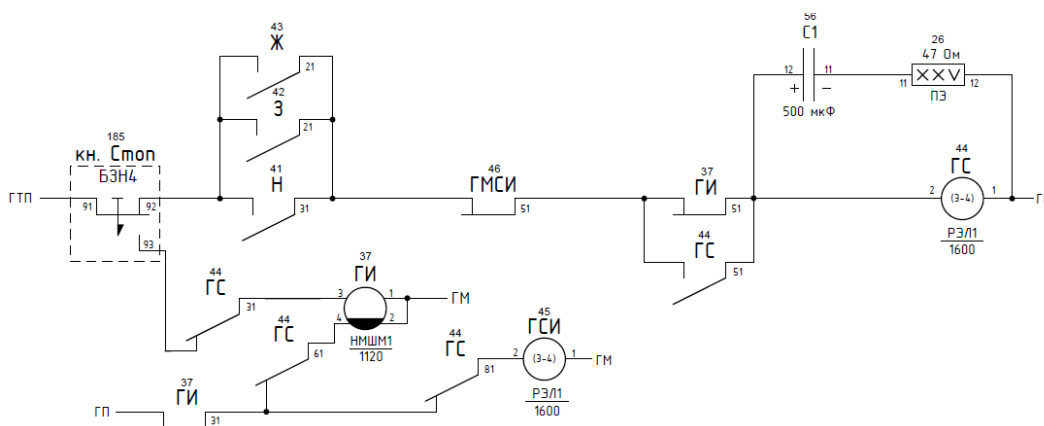 56
С1
12
11
+
-
500 мкФ
26
47 Ом
11
12
ПЭ
43
Ж
21
42
З
21
185
кн. Стоп
БЗН4
ГТП
91
92
93
41
Н
31
46
ГМСИ
51
37
ГИ
51
44
ГС
51
44
ГС
2
(3-4)
1
РЭЛ1
1600
44
ГС
31
37
ГИ
3
1
4
2
ГМ
НМШМ1
1120
44
ГС
61
44
ГС
81
45
ГСИ
2
(3-4)
1
ГМ
РЭЛ1
1600
ГП
37
ГИ
31